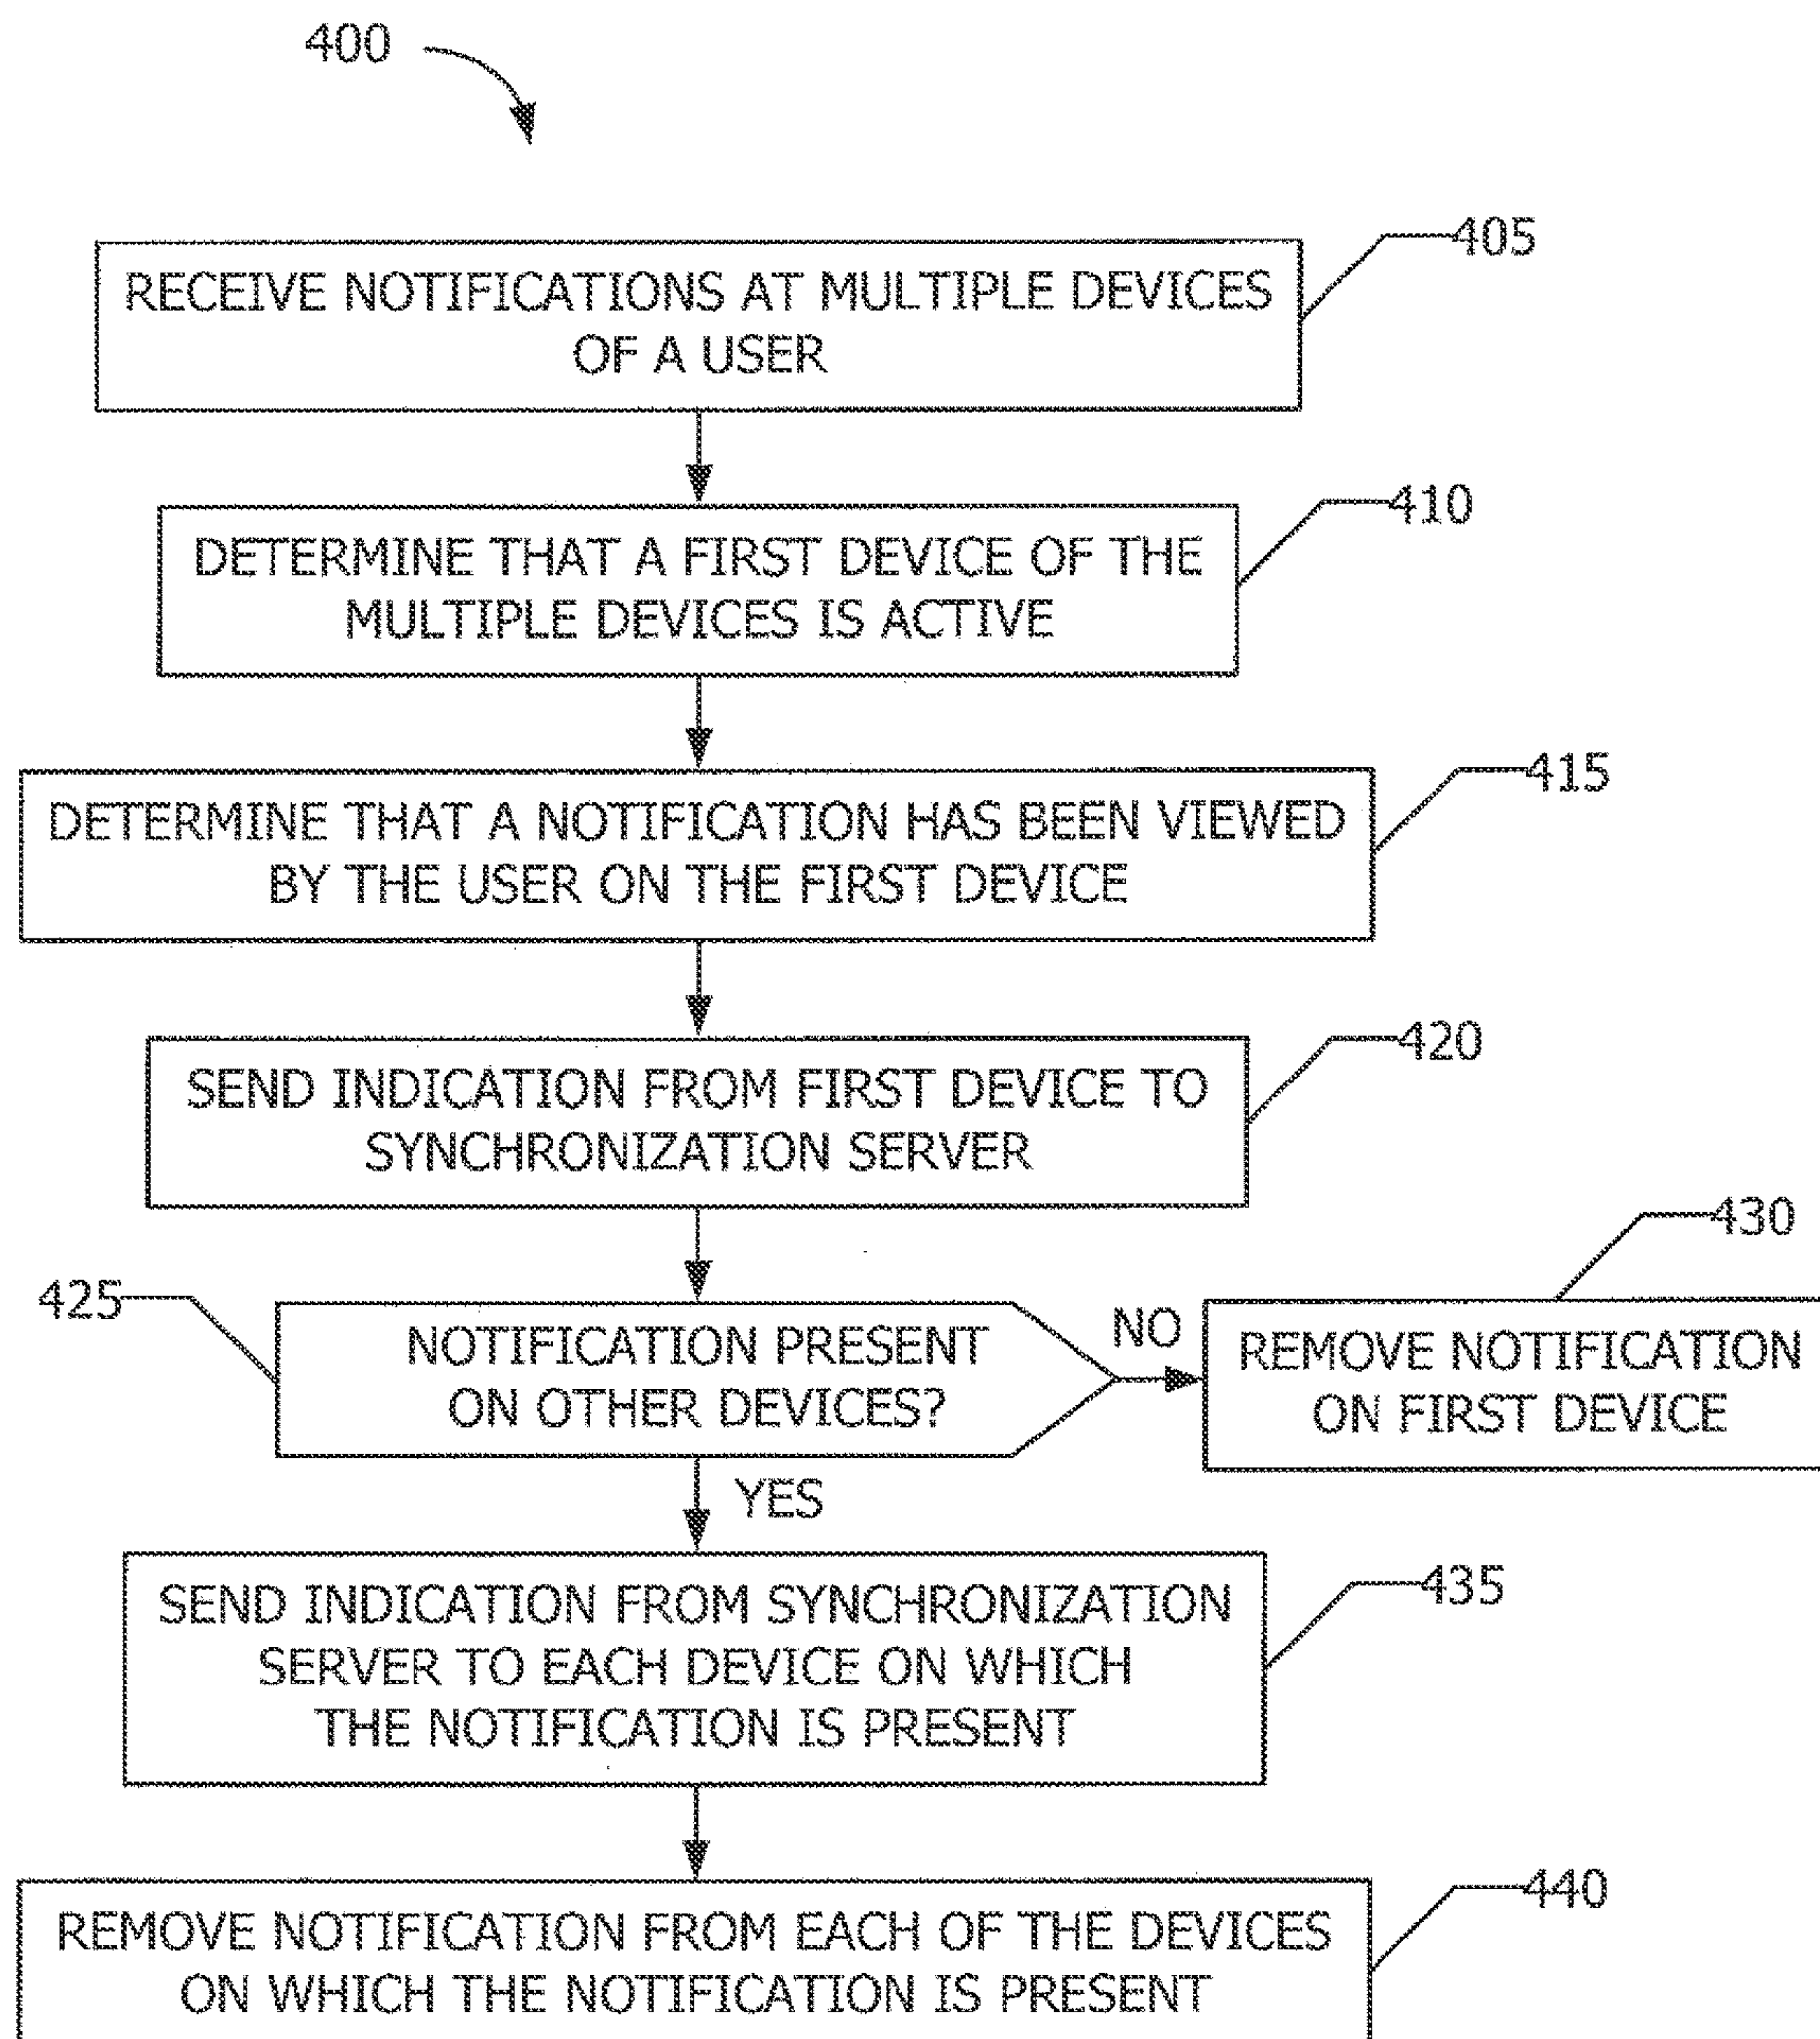 400
405
RECEIVE NOTIFICATIONS AT MULTIPLE DEVICES
OF A USER
410
DETERMINE THAT A FIRST DEVICE OF THE
MULTIPLE DEVICES IS ACTIVE
415
DETERMINE THAT A NOTIFICATION HAS BEEN VIEWED
BY THE USER ON THE FIRST DEVICE
420
SEND INDICATION FROM FIRST DEVICE TO
SYNCHRONIZATION SERVER
425
NOTIFICATION PRESENT
ON OTHER DEVICES?
NO
430
REMOVE NOTIFICATION
ON FIRST DEVICE
YES
435
SEND INDICATION FROM SYNCHRONIZATION
SERVER TO EACH DEVICE ON WHICH
THE NOTIFICATION IS PRESENT
440
REMOVE NOTIFICATION FROM EACH OF THE DEVICES
ON WHICH THE NOTIFICATION IS PRESENT